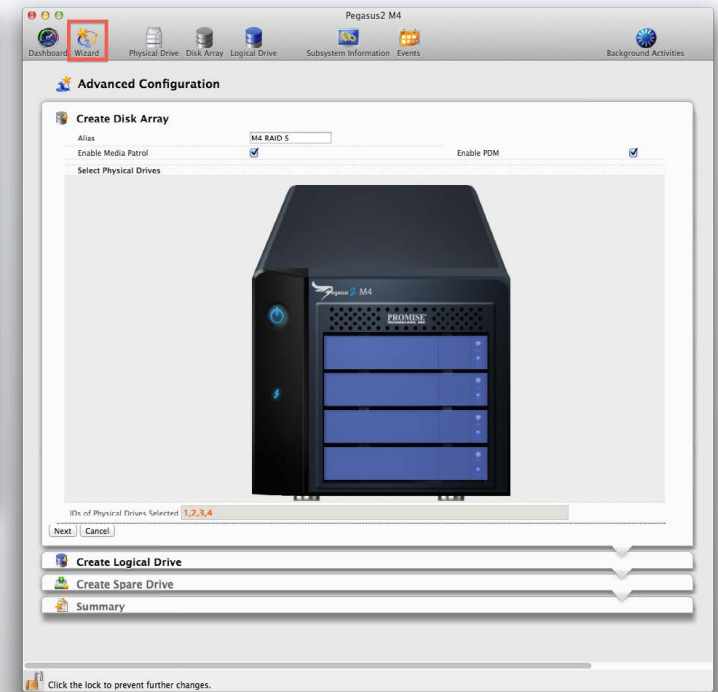 Pegasus2 M4
Dashboard Wizard Physical Drive Disk Array Logical Drive Subsystem Information Events Background Activities
Advanced Configuration
Create Disk Array
Alias M4 RAID 5
Enable Media Patrol Enable PDM
Select Physical Drives
Pegasus 2 M4
PROMISE
IDs of Physical Drives Selected 1,2,3,4
Next Cancel
Create Logical Drive
Create Spare Drive
Summary
Click the lock to prevent further changes.